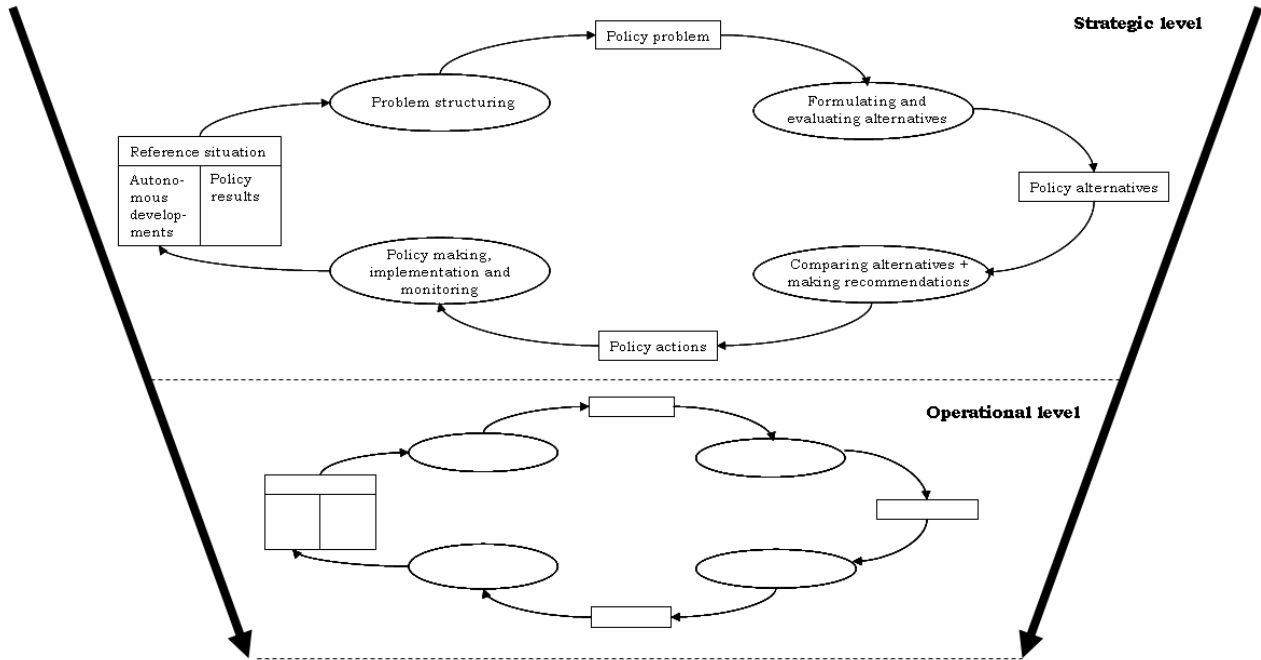 Strategic level
Policy problem
Problem structuring
Formulating and
evaluating alternatives
Reference situation
Autono-
mous
develop-
ments
Policy
results
Policy alternatives
Policy making,
implementation and
monitoring
Comparing alternatives +
making recommendations
Policy actions
Operational level